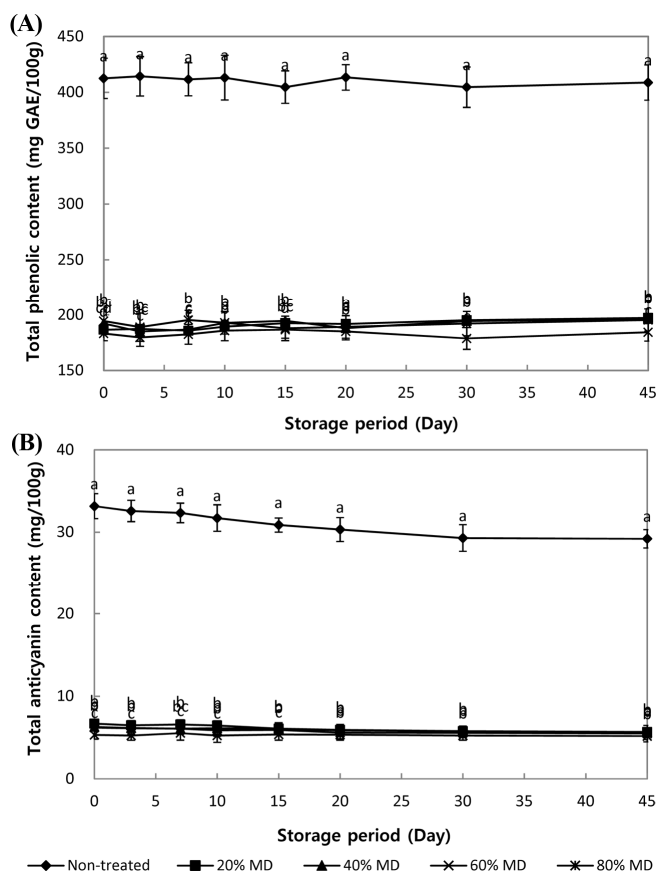 (A)
Total phenolic content (mg GAE/100g)
450
400
350
300
250
200
150
a a a a a a a a
0 5 10 15 20 25 30 35 40 45
Storage period (Day)
(B)
Total anticyanin content (mg/100g)
40
30
20
10
0
a a a a a a a a
0 5 10 15 20 25 30 35 40 45
Storage period (Day)
Non-treated 20% MD 40% MD 60% MD 80% MD